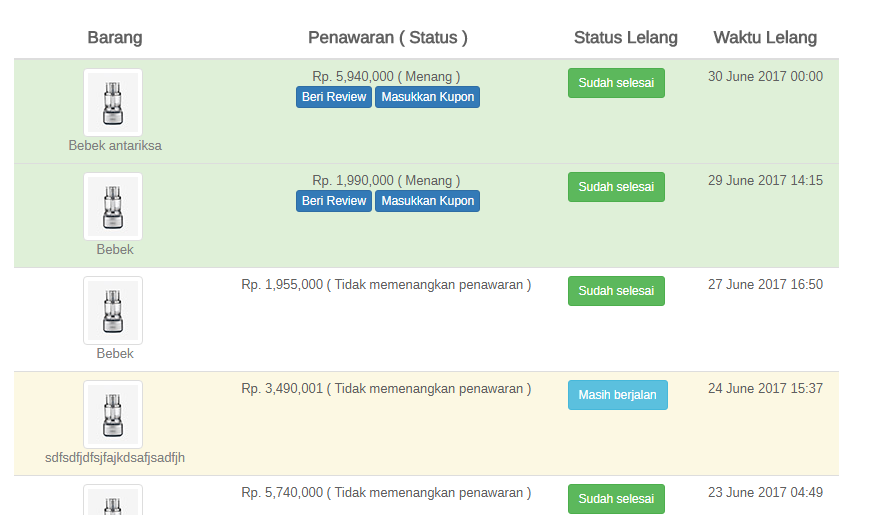 Barang Penawaran ( Status ) Status Lelang Waktu Lelang
Rp. 5,940,000 ( Menang ) Sudah selesai 30 June 2017 00:00
Beri Review Masukkan Kupon
Bebek antariksa
Rp. 1,990,000 ( Menang ) Sudah selesai 29 June 2017 14:15
Beri Review Masukkan Kupon
Bebek
Rp. 1,955,000 ( Tidak memenangkan penawaran ) Sudah selesai 27 June 2017 16:50
Bebek
Rp. 3,490,001 ( Tidak memenangkan penawaran ) Masih berjalan 24 June 2017 15:37
sdfsdfjdfsjfajkdsafjsadfjh
Rp. 5,740,000 ( Tidak memenangkan penawaran ) Sudah selesai 23 June 2017 04:49